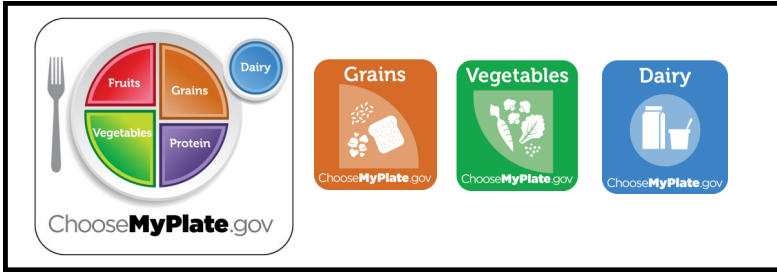 Fruits
Grains
Dairy
Vegetables
Protein
ChooseMyPlate.gov
Grains
ChooseMyPlate.gov
Vegetables
ChooseMyPlate.gov
Dairy
ChooseMyPlate.gov